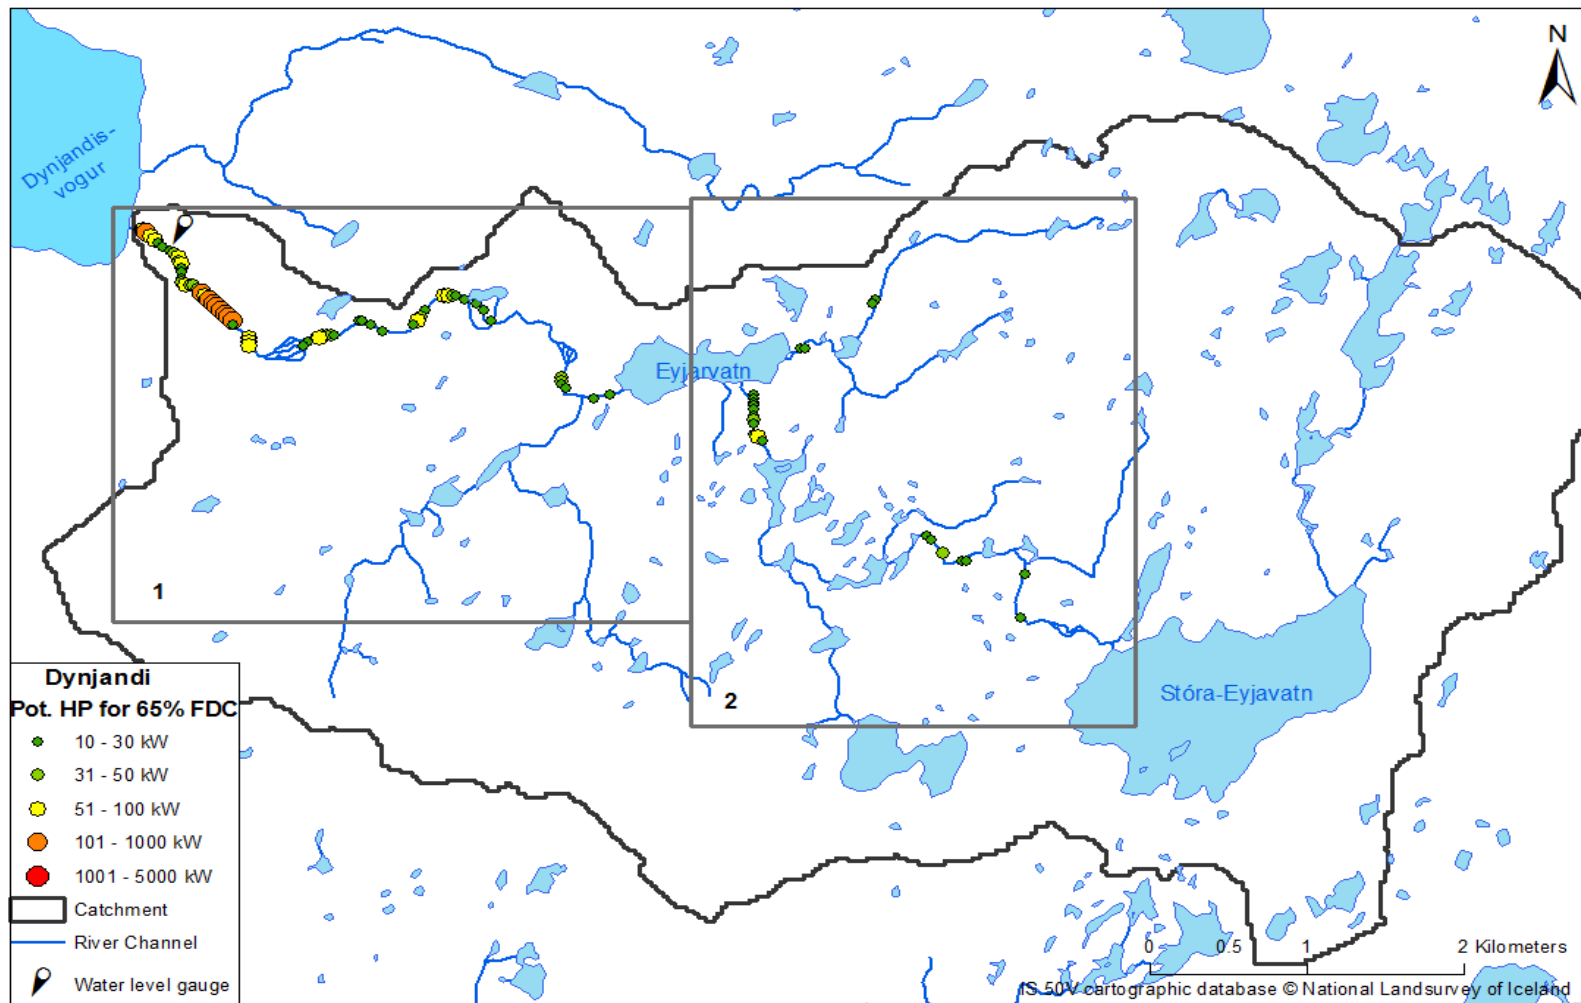 N
Dynjandis-
vogur
Eyjarvatn
1
2
Stóra-Eyjavatn
Dynjandi
Pot. HP for 65% FDC
10 - 30 kW
31 - 50 kW
51 - 100 kW
101 - 1000 kW
1001 - 5000 kW
Catchment
River Channel
Water level gauge
0 0.5 1 2 Kilometers
IS 50V cartographic database © National Landsurvey of Iceland